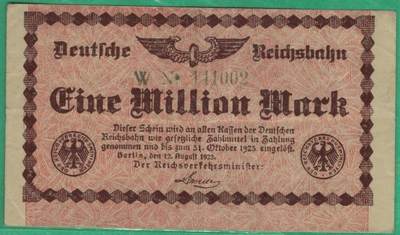 Deutsche Reichsbahn
W No 141002
Eine Million Mark
Dieser Schein wird an allen Kassen der Deutschen
Reichsbahn wie gesetzliche Zahlmittel in Zahlung
genommen und bis zum 31. Oktober 1923 eingelöst.
Berlin, den 12. August 1923.
Der Reichsverkehrsminister: